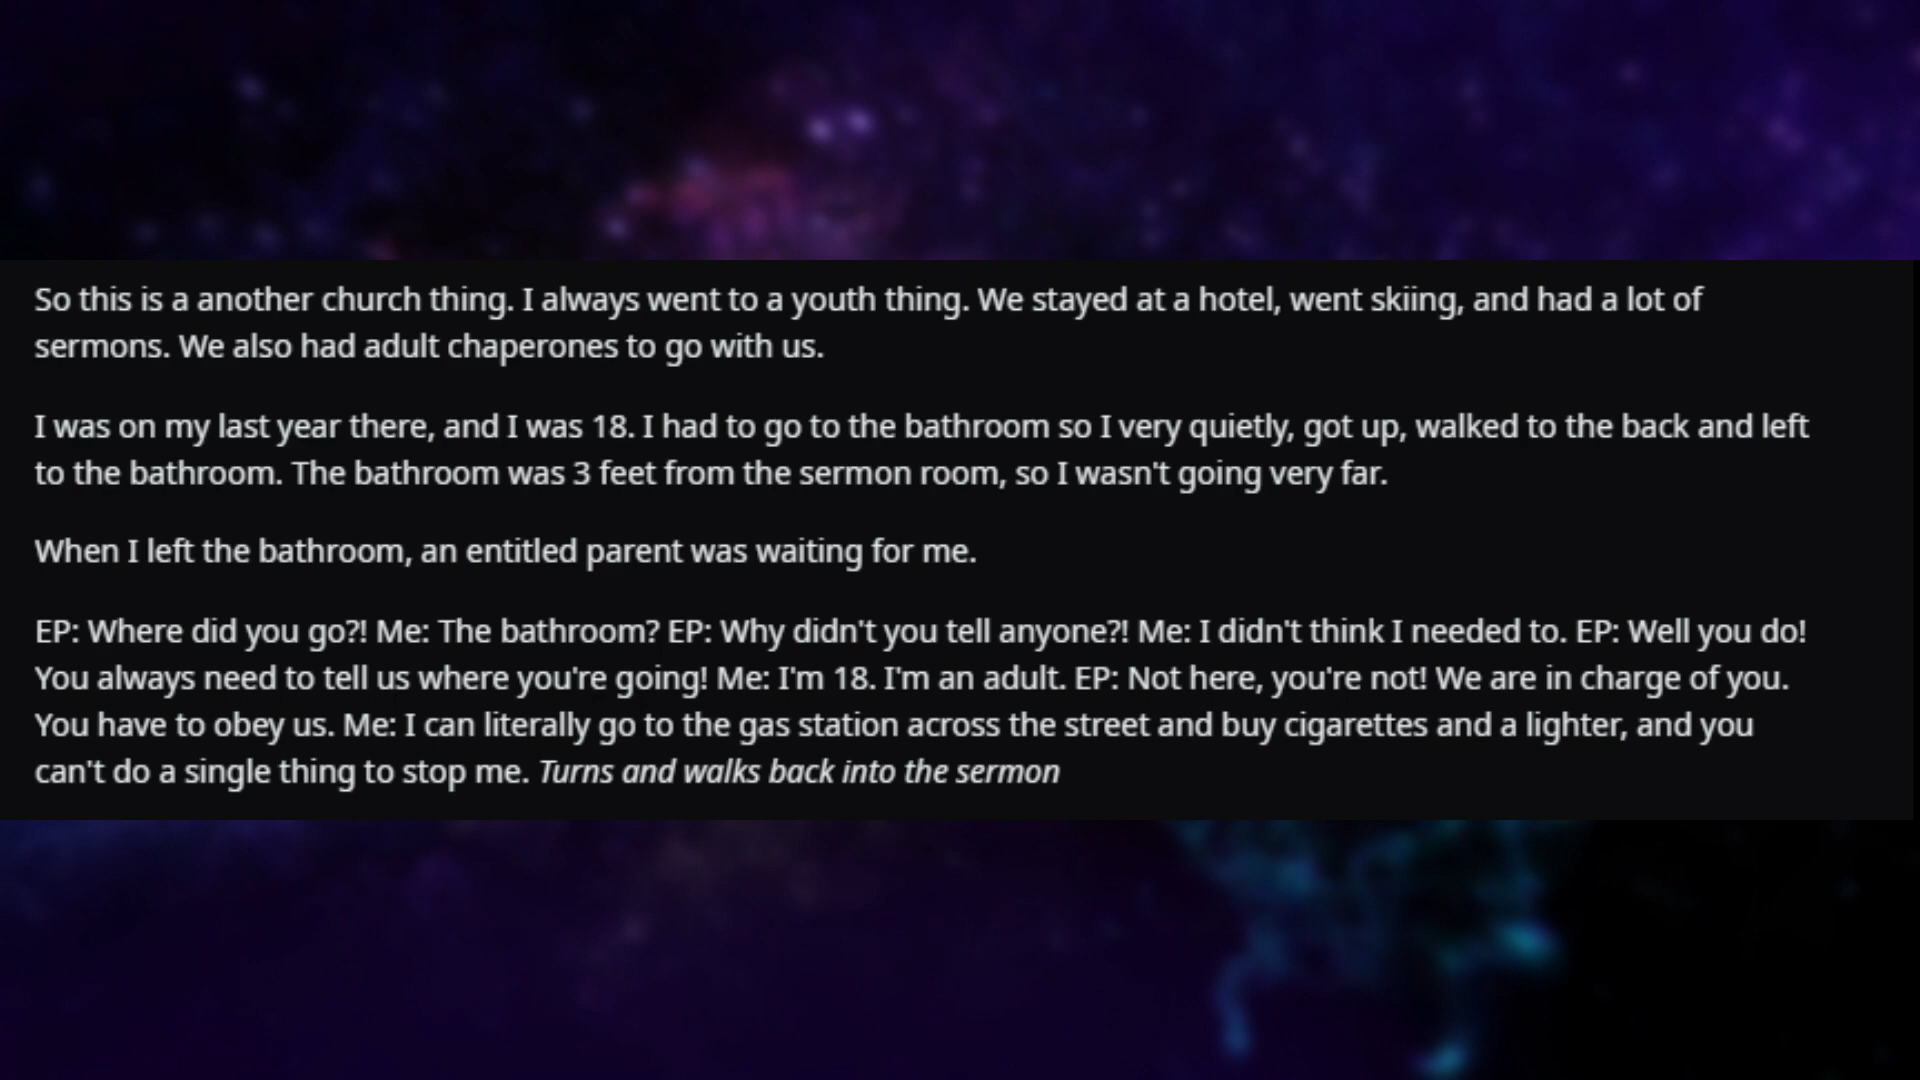 So this is a another church thing. I always went to a youth thing. We stayed at a hotel, went skiing, and had a lot of
sermons. We also had adult chaperones to go with us.
I was on my last year there, and I was 18. I had to go to the bathroom so I very quietly, got up, walked to the back and left
to the bathroom. The bathroom was 3 feet from the sermon room, so I wasn't going very far.
When I left the bathroom, an entitled parent was waiting for me.
EP: Where did you go?! Me: The bathroom? EP: Why didn't you tell anyone?! Me: I didn't think I needed to. EP: Well you do!
You always need to tell us where you're going! Me: I'm 18. I'm an adult. EP: Not here, you're not! We are in charge of you.
You have to obey us. Me: I can literally go to the gas station across the street and buy cigarettes and a lighter, and you
can't do a single thing to stop me. Turns and walks back into the sermon